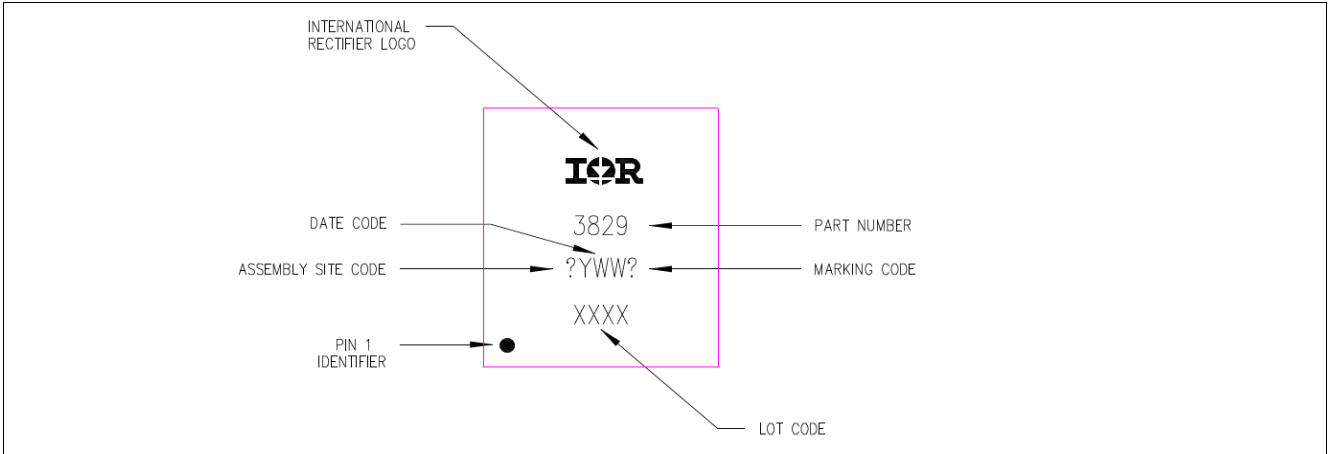 INTERNATIONAL
RECTIFIER LOGO
IOR
DATE CODE
3829
PART NUMBER
ASSEMBLY SITE CODE
?YWW?
MARKING CODE
XXXX
PIN 1
IDENTIFIER
LOT CODE